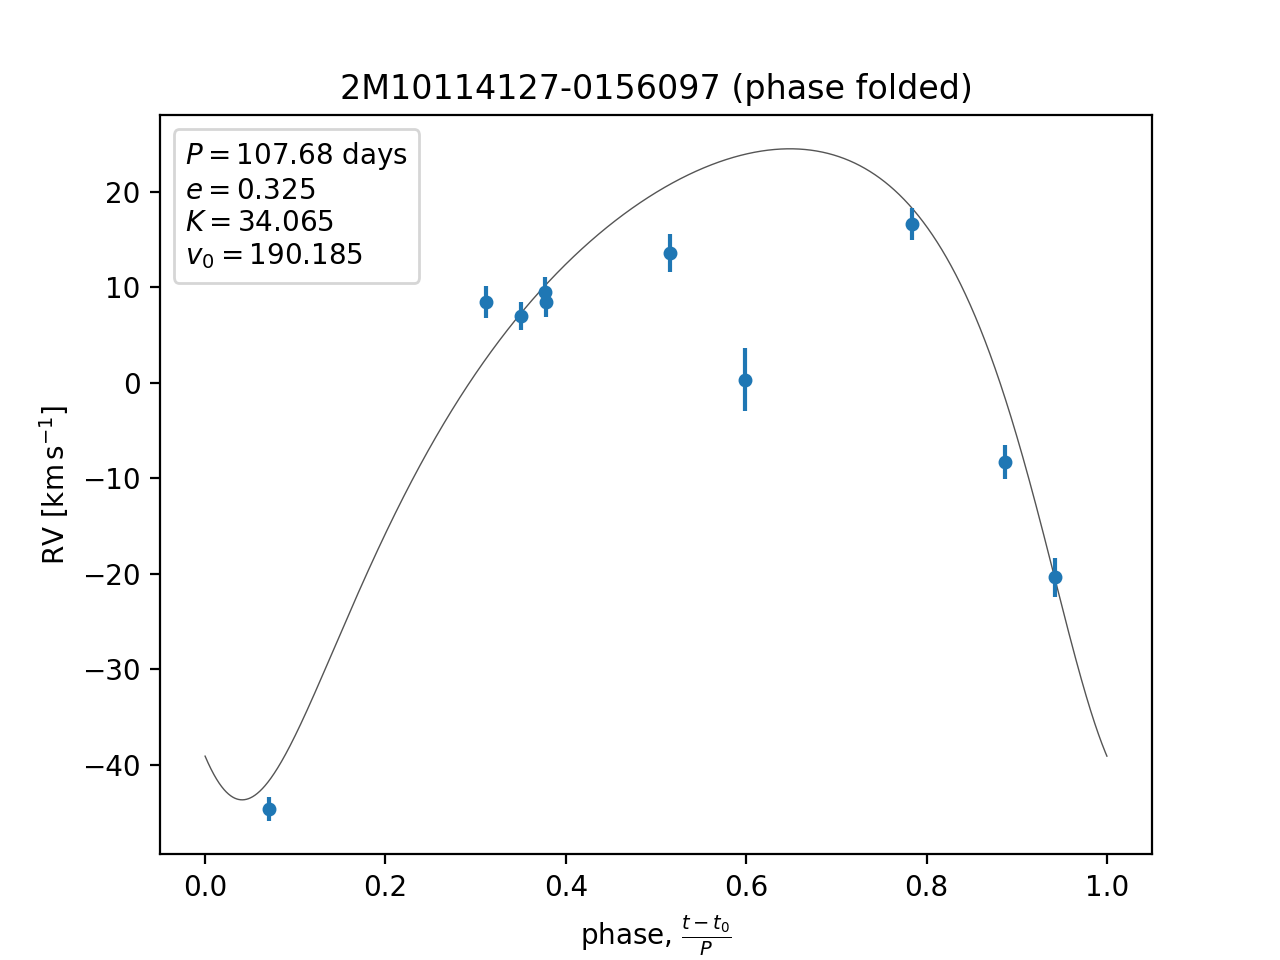 2M10114127-0156097 (phase folded)
P = 107.68 days
e = 0.325
K = 34.065
v₀ = 190.185
RV [km s⁻¹]
20
10
0
−10
−20
−30
−40
0.0 0.2 0.4 0.6 0.8 1.0
phase, (t − t₀)/P